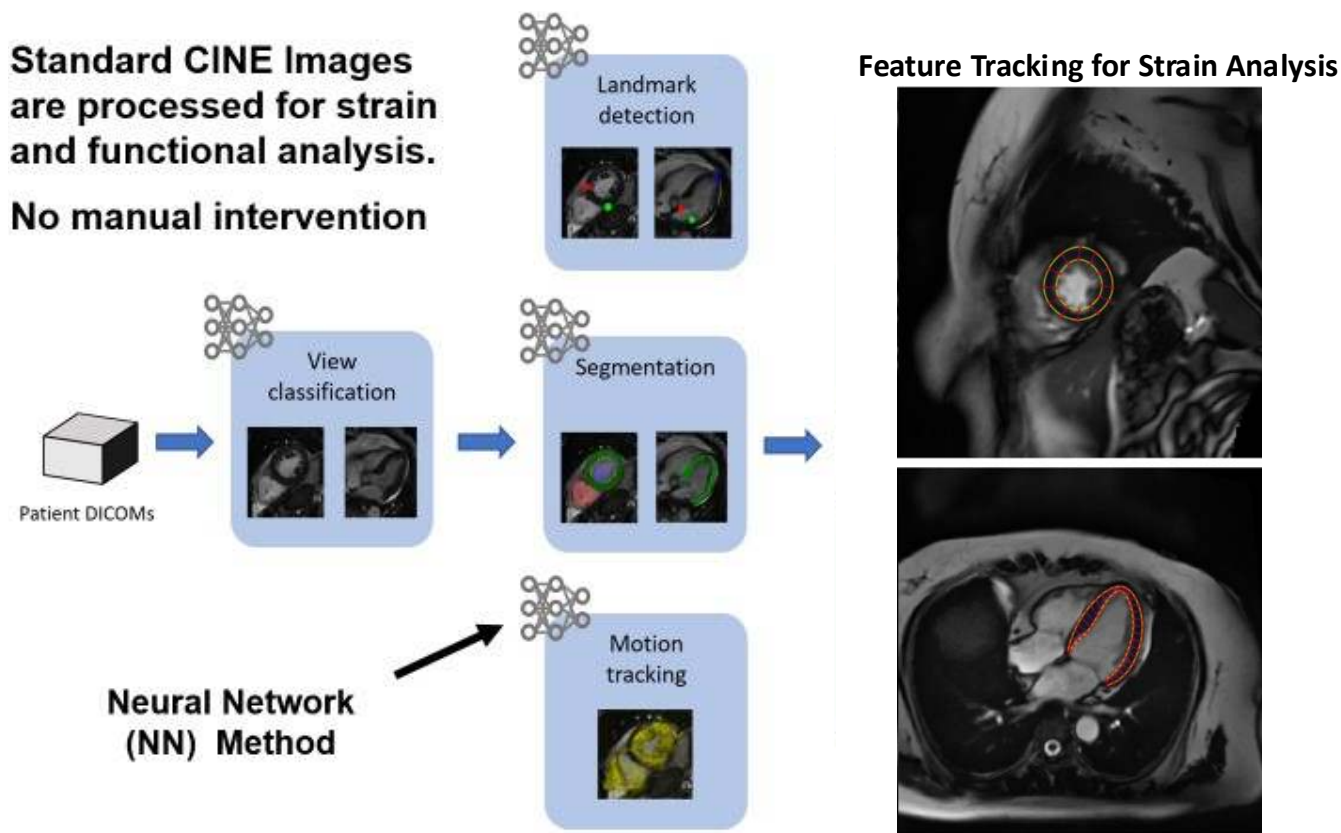 Standard CINE Images
are processed for strain
and functional analysis.
No manual intervention
Landmark
detection
Feature Tracking for Strain Analysis
View
classification
Segmentation
Patient DICOMs
Motion
tracking
Neural Network
(NN) Method